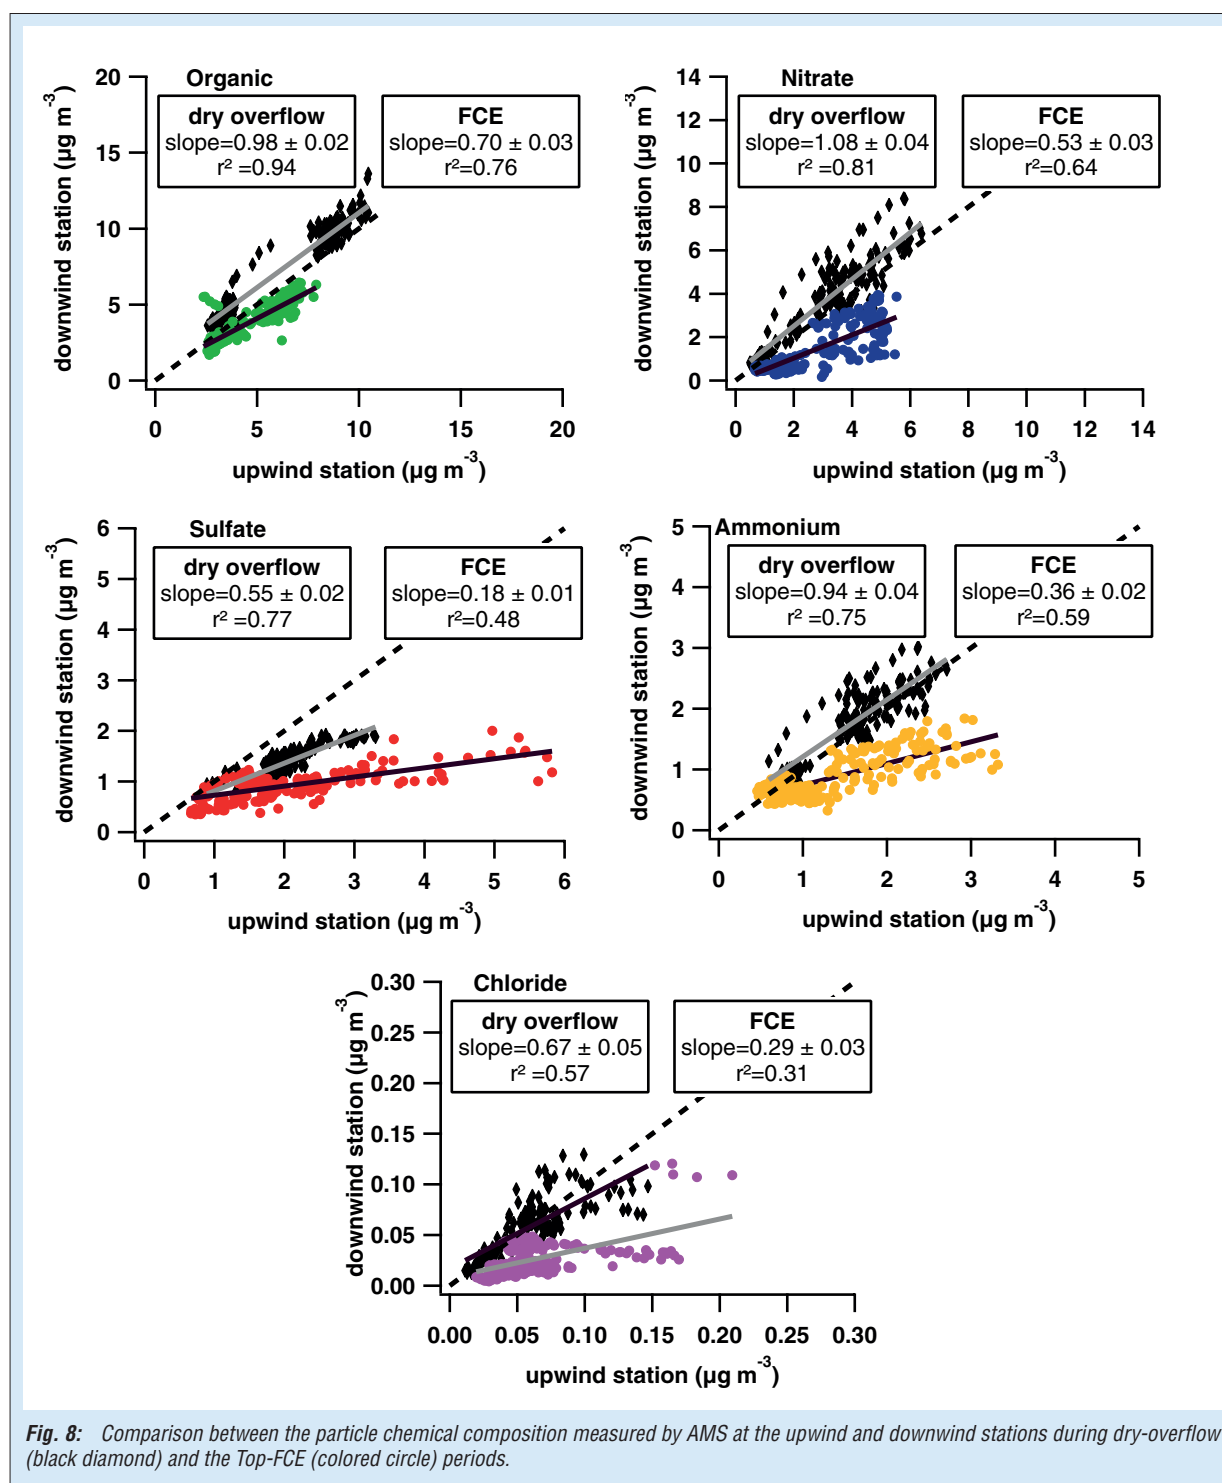 Organic
dry overflow
slope=0.98 ± 0.02
r² =0.94
FCE
slope=0.70 ± 0.03
r²=0.76
downwind station (µg m⁻³)
20
15
10
5
0
0 5 10 15 20
upwind station (µg m⁻³)
Nitrate
dry overflow
slope=1.08 ± 0.04
r² =0.81
FCE
slope=0.53 ± 0.03
r²=0.64
downwind station (µg m⁻³)
14
12
10
8
6
4
2
0
0 2 4 6 8 10 12 14
upwind station (µg m⁻³)
Sulfate
dry overflow
slope=0.55 ± 0.02
r² =0.77
FCE
slope=0.18 ± 0.01
r²=0.48
downwind station (µg m⁻³)
6
5
4
3
2
1
0
0 1 2 3 4 5 6
upwind station (µg m⁻³)
Ammonium
dry overflow
slope=0.94 ± 0.04
r² =0.75
FCE
slope=0.36 ± 0.02
r²=0.59
downwind station (µg m⁻³)
5
4
3
2
1
0
0 1 2 3 4 5
upwind station (µg m⁻³)
Chloride
dry overflow
slope=0.67 ± 0.05
r² =0.57
FCE
slope=0.29 ± 0.03
r²=0.31
downwind station (µg m⁻³)
0.30
0.25
0.20
0.15
0.10
0.05
0.00
0.00 0.05 0.10 0.15 0.20 0.25 0.30
upwind station (µg m⁻³)
Fig. 8: Comparison between the particle chemical composition measured by AMS at the upwind and downwind stations during dry-overflow
(black diamond) and the Top-FCE (colored circle) periods.